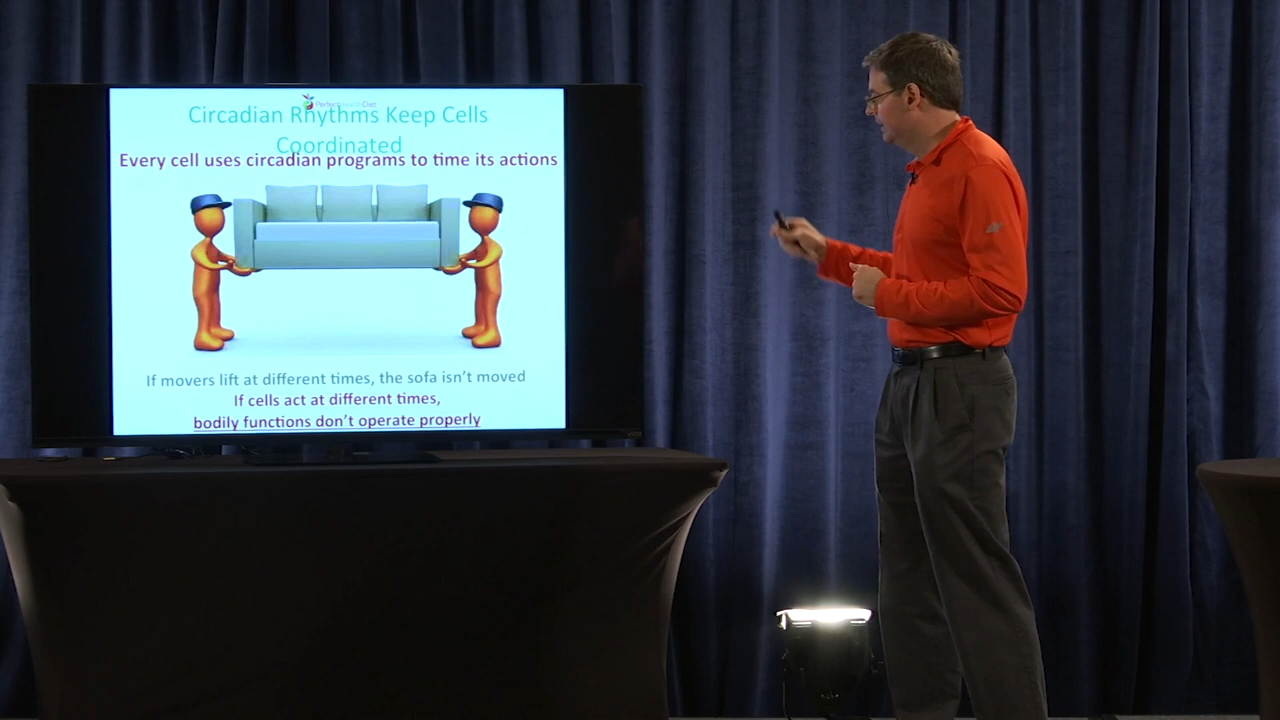 PerfectHealthDiet
Circadian Rhythms Keep Cells
Coordinated
Every cell uses circadian programs to time its actions
If movers lift at different times, the sofa isn't moved
If cells act at different times,
bodily functions don't operate properly